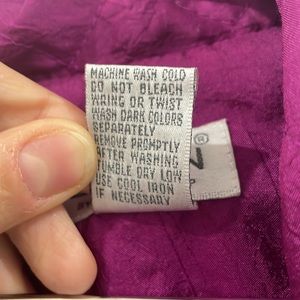 MACHINE WASH COLD
DO NOT BLEACH
WRING OR TWIST
WASH DARK COLORS
SEPARATELY
REMOVE PROMPTLY
AFTER WASHING
TUMBLE DRY LOW
USE COOL IRON
IF NECESSARY